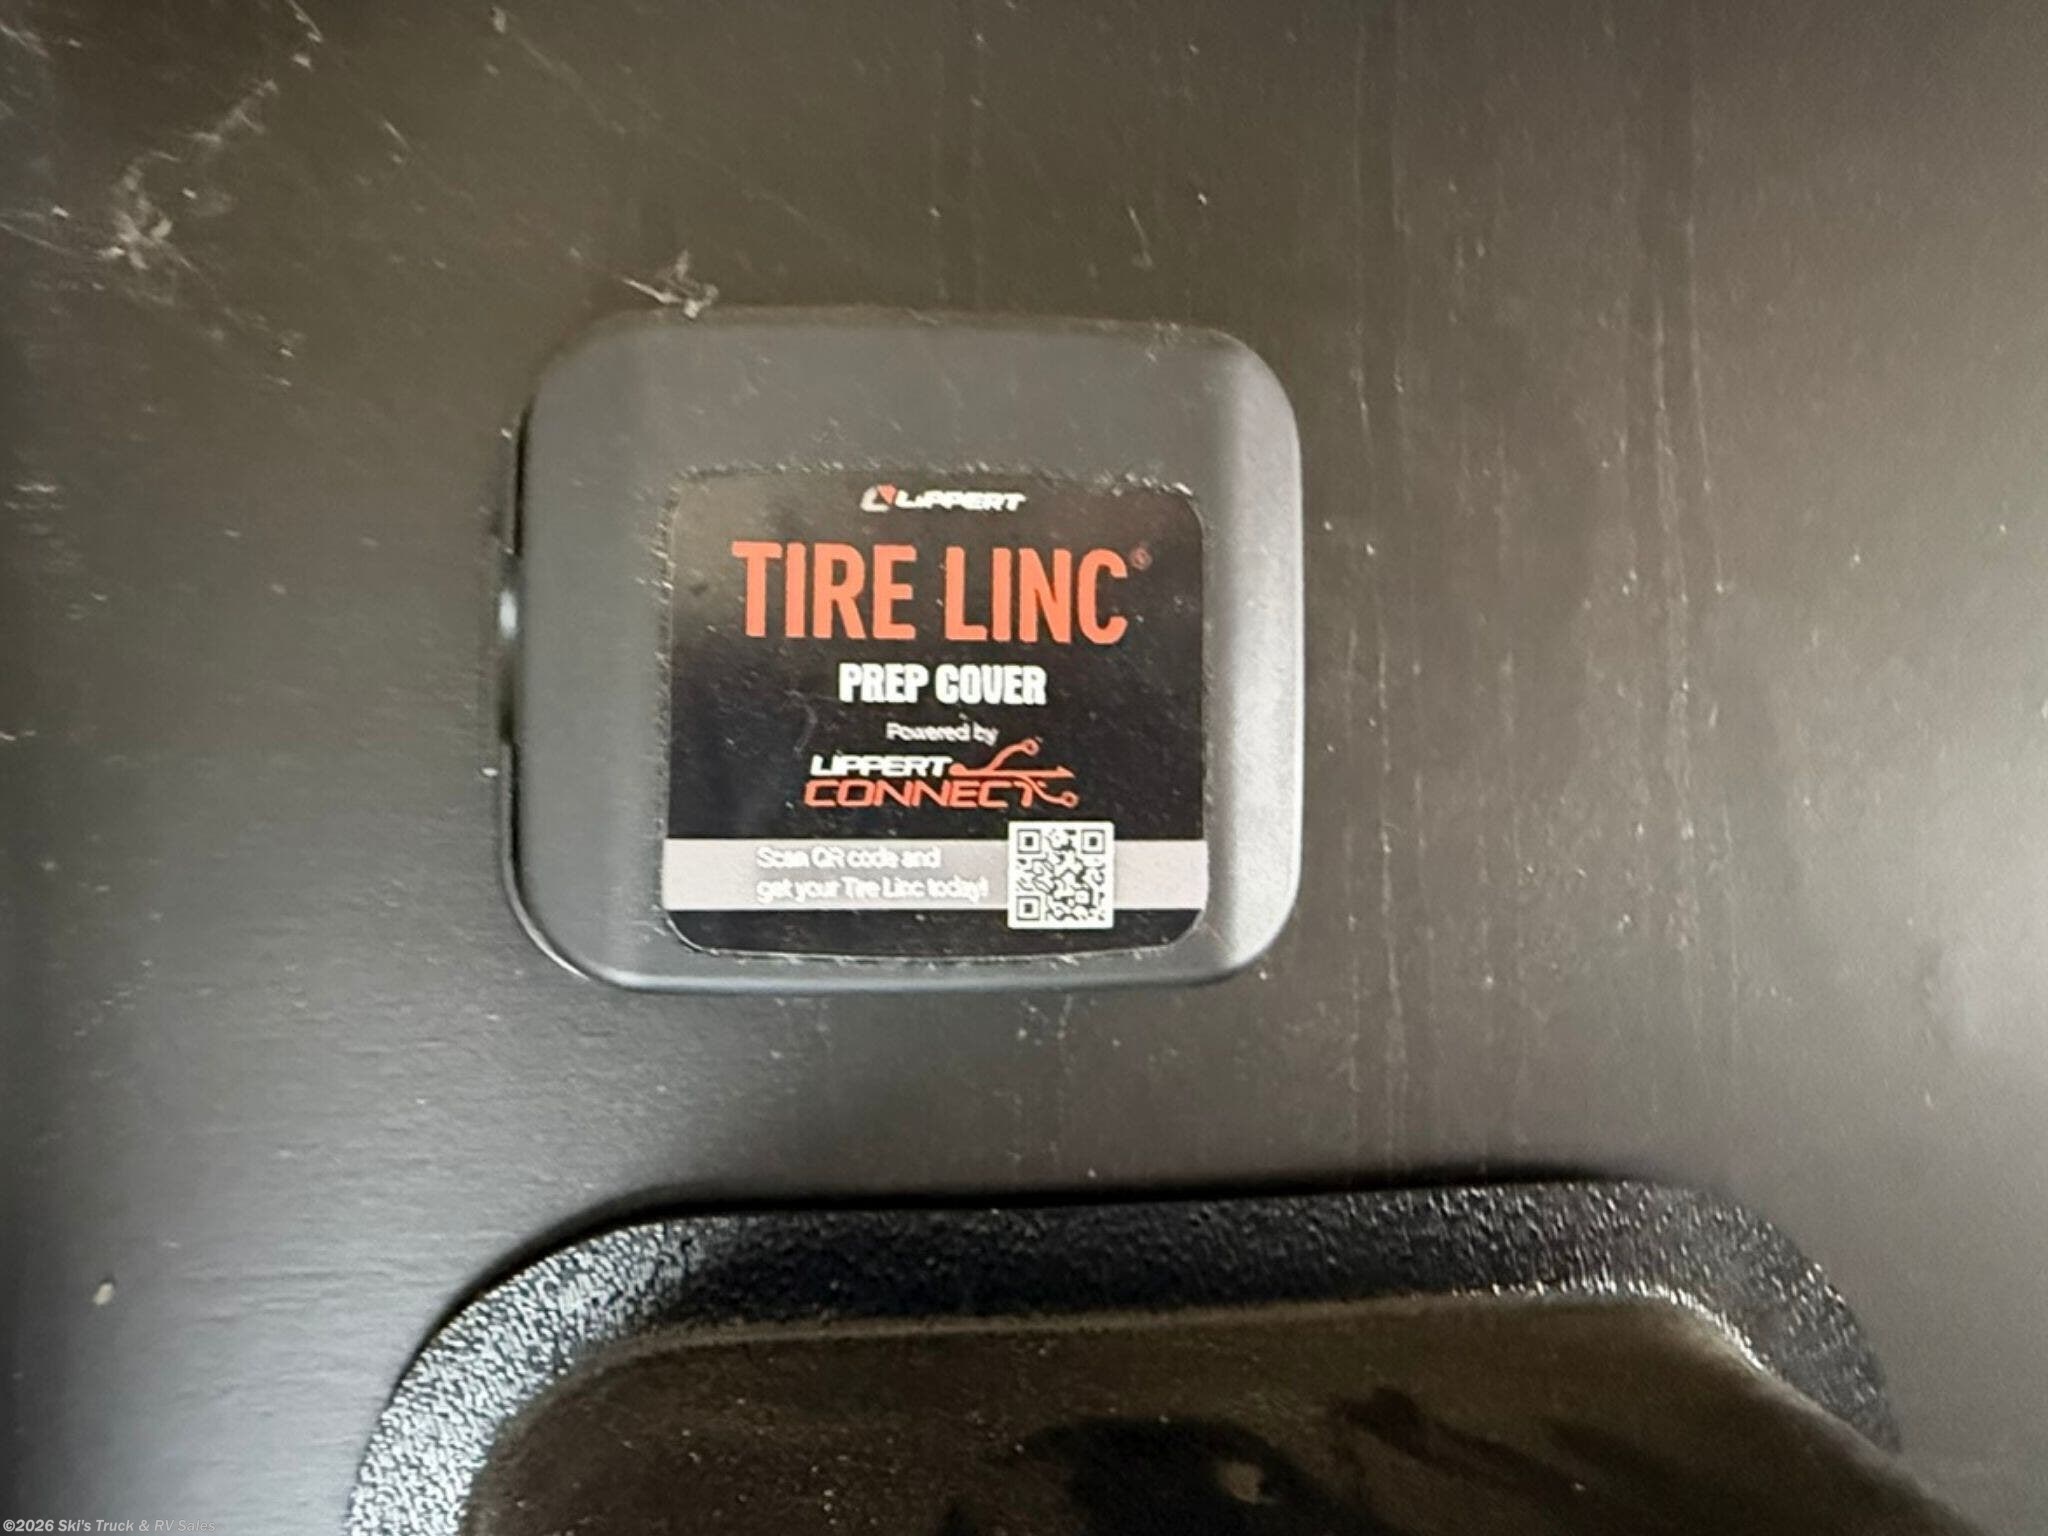 LIPPERT
TIRE LINC®
PREP COVER
Powered by
LIPPERT
CONNECT
Scan QR code and
get your Tire Linc today!
©2026 Ski's Truck & RV Sales